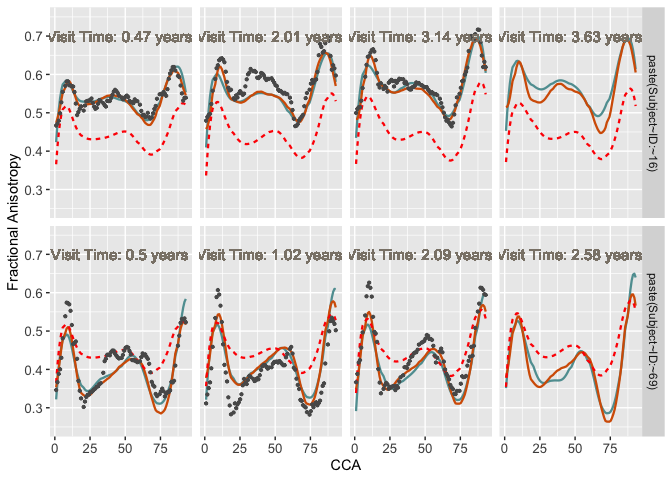 Visit Time: 0.47 years
Visit Time: 2.01 years
Visit Time: 3.14 years
Visit Time: 3.63 years
0.7
0.6
0.5
0.4
0.3
paste(Subject~ID:~16)
Fractional Anisotropy
Visit Time: 0.5 years
Visit Time: 1.02 years
Visit Time: 2.09 years
Visit Time: 2.58 years
0.7
0.6
0.5
0.4
0.3
paste(Subject~ID:~69)
0 25 50 75 0 25 50 75 0 25 50 75 0 25 50 75
CCA